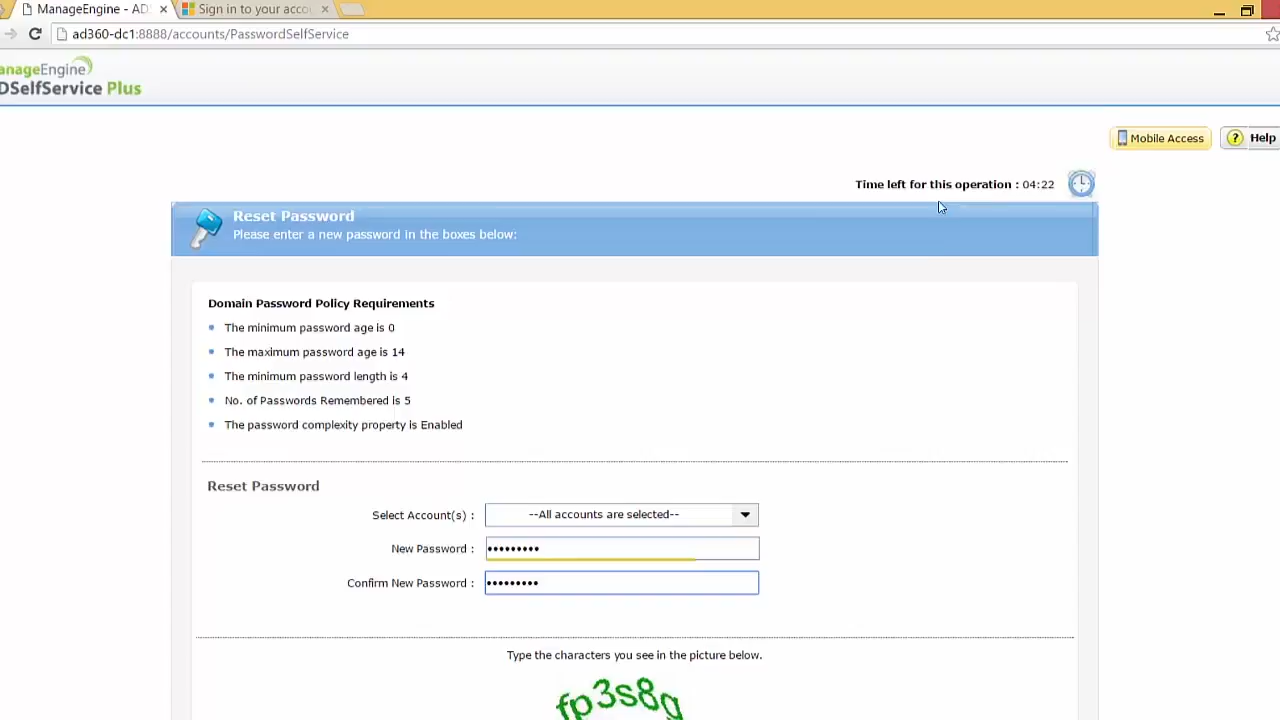 ManageEngine - AD
Sign in to your acco
ad360-dc1:8888/accounts/PasswordSelfService
anageEngine
DSelfService Plus
Mobile Access
? Help
Time left for this operation : 04:22
Reset Password
Please enter a new password in the boxes below:
Domain Password Policy Requirements
The minimum password age is 0
The maximum password age is 14
The minimum password length is 4
No. of Passwords Remembered is 5
The password complexity property is Enabled
Reset Password
Select Account(s) : --All accounts are selected--
New Password : •••••••••
Confirm New Password : •••••••••
Type the characters you see in the picture below.
fp3s8g